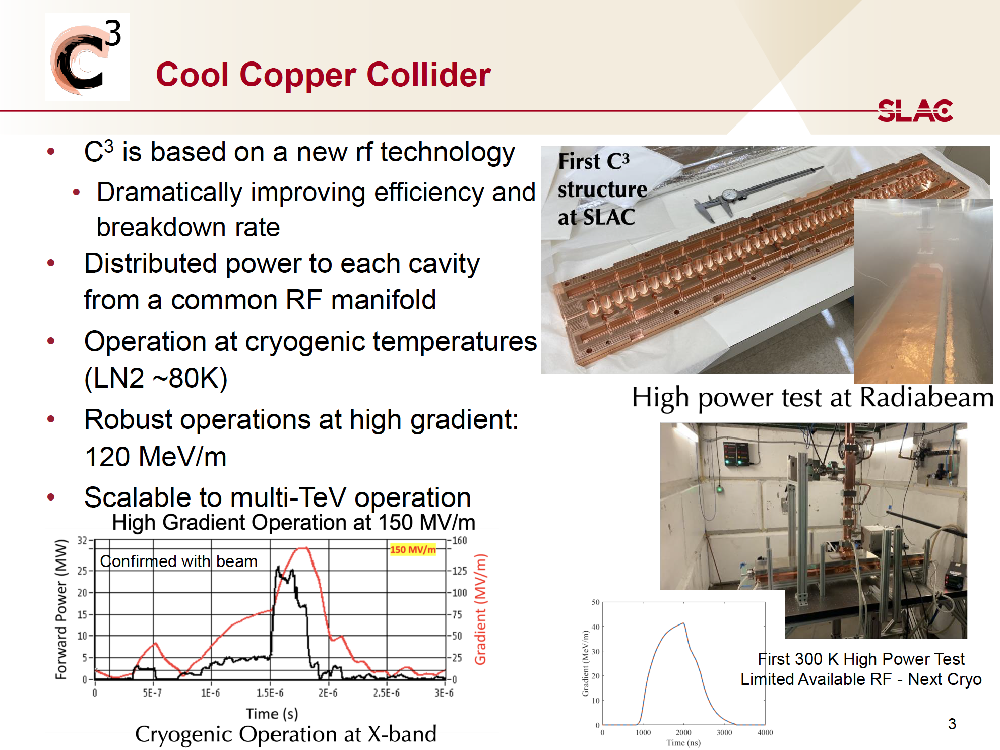 C3
Cool Copper Collider
SLAC
• C3 is based on a new rf technology
• Dramatically improving efficiency and
breakdown rate
• Distributed power to each cavity
from a common RF manifold
• Operation at cryogenic temperatures
(LN2 ~80K)
• Robust operations at high gradient:
120 MeV/m
• Scalable to multi-TeV operation
First C3
structure
at SLAC
High power test at Radiabeam
High Gradient Operation at 150 MV/m
Confirmed with beam
150 MV/m
Forward Power (MW)
32
25
20
15
10
5
0
160
125
100
75
50
25
0
Gradient (MV/m)
0 5E-7 1E-6 1.5E-6 2E-6 2.5E-6 3E-6
Time (s)
Cryogenic Operation at X-band
Gradient (MeV/m)
50
40
30
20
10
0
0 1000 2000 3000 4000
Time (ns)
First 300 K High Power Test
Limited Available RF - Next Cryo
3